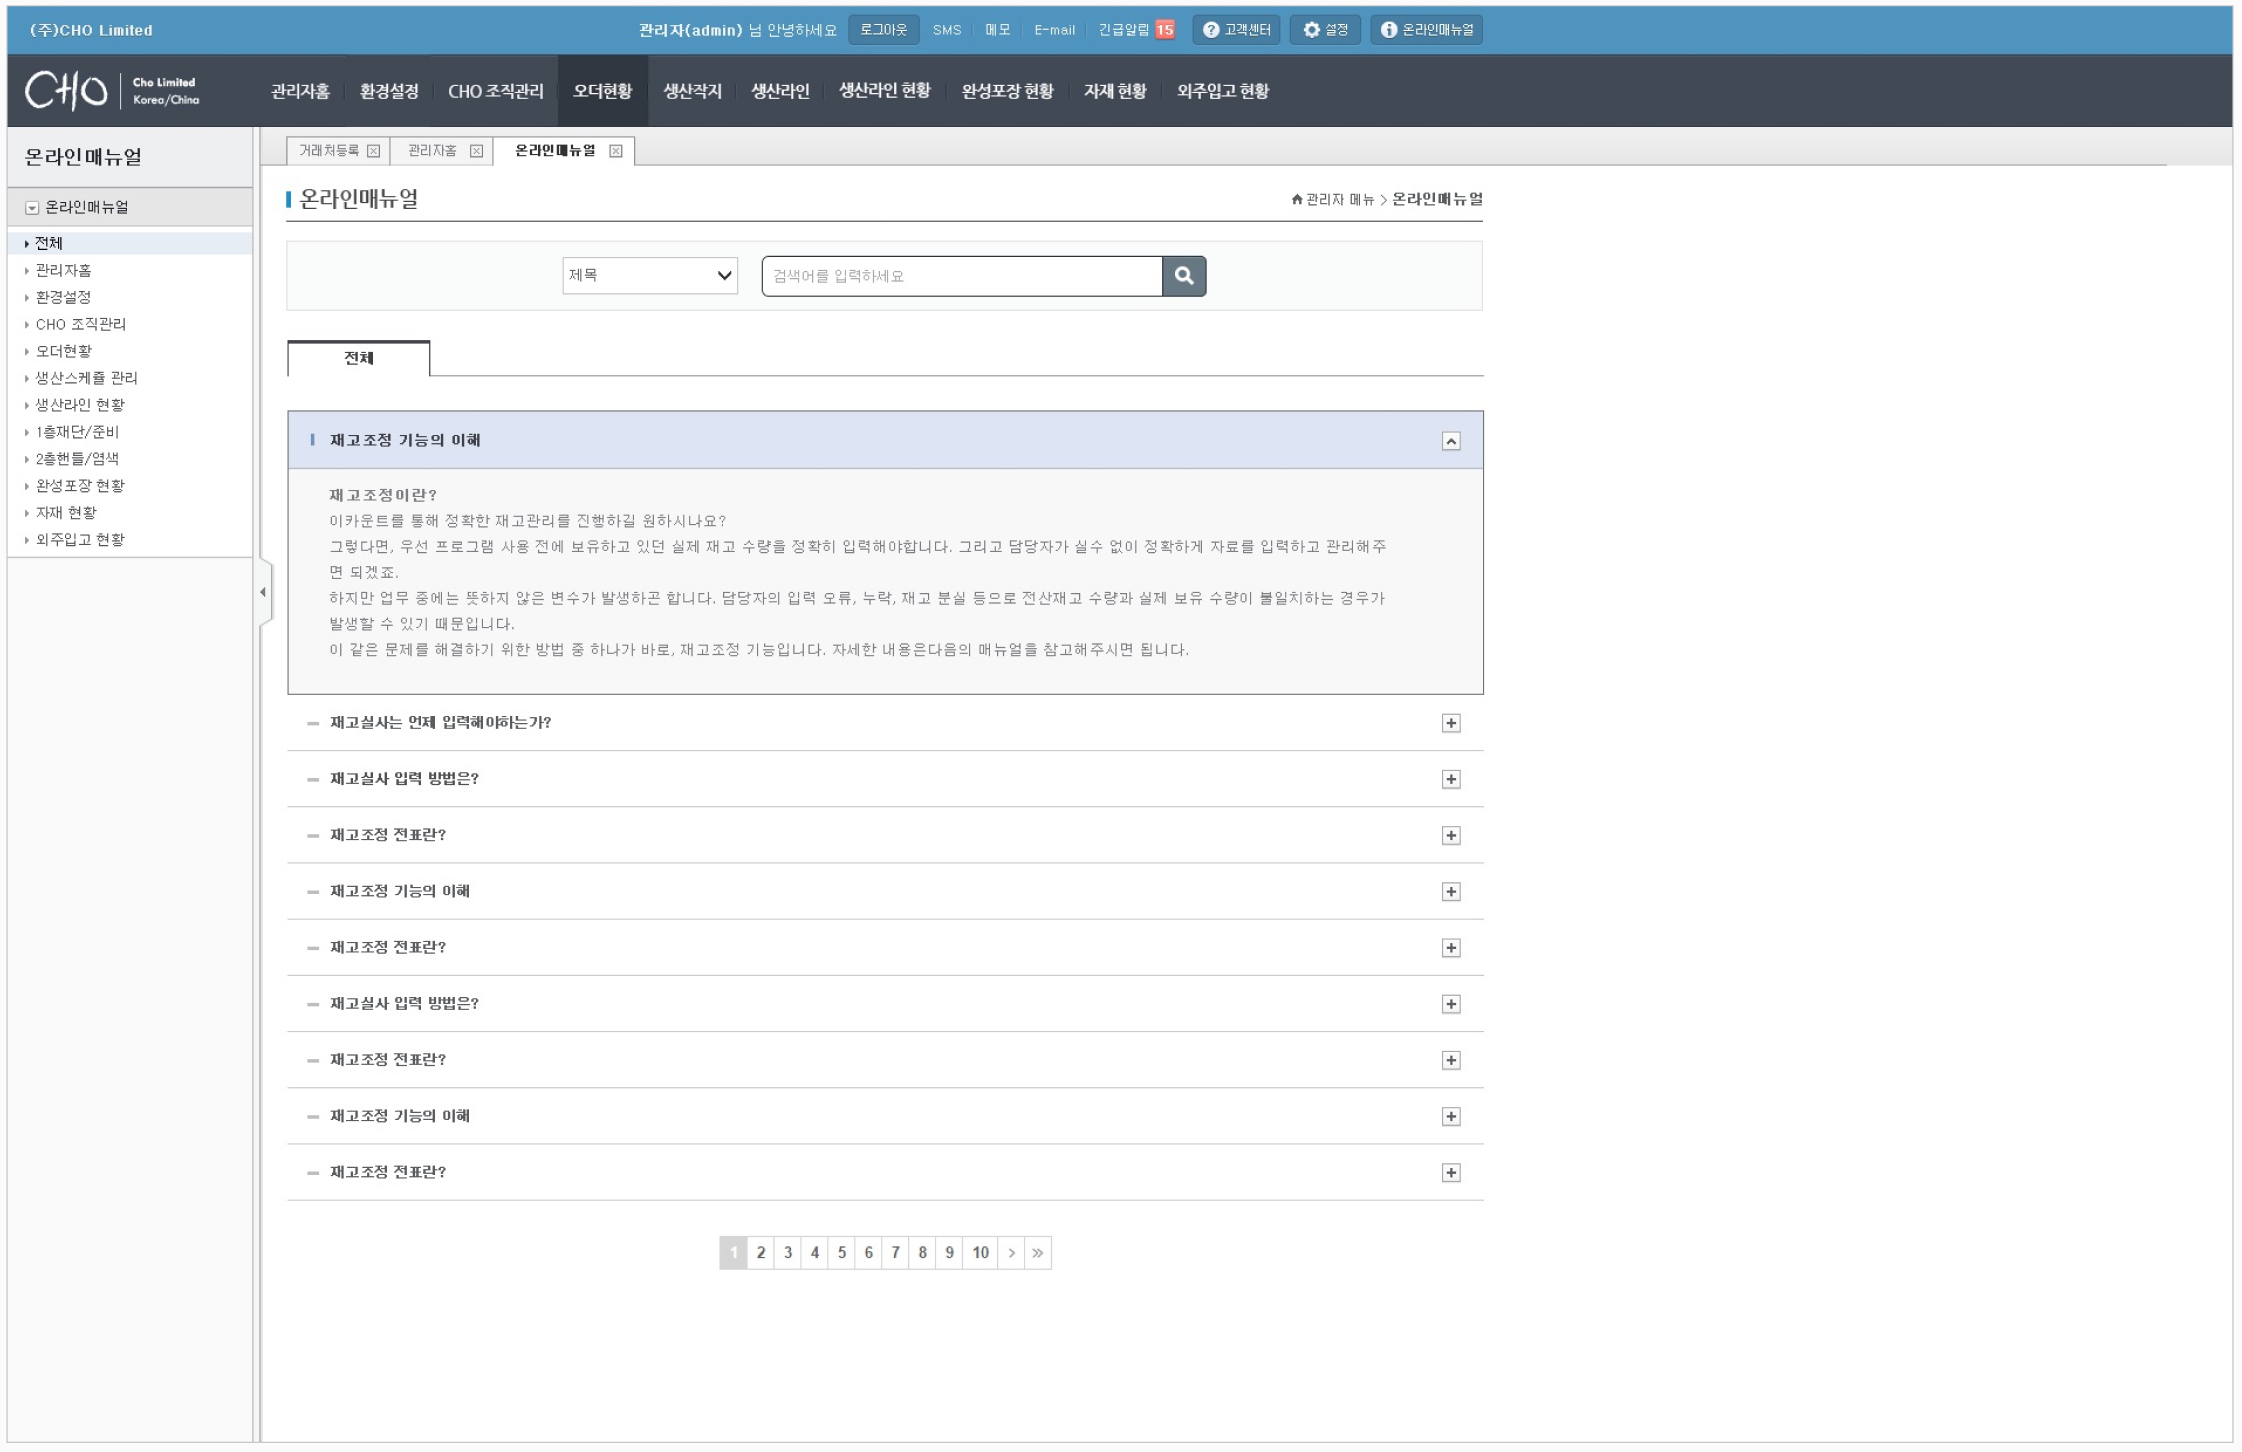 (주)CHO Limited
관리자(admin) 님 안녕하세요 로그아웃 SMS 메모 E-mail 긴급알림 15 고객센터 설정 온라인매뉴얼
CHO Cho Limited
Korea/China
관리자홈 환경설정 CHO 조직관리 오더현황 생산작지 생산라인 생산라인 현황 완성포장 현황 자재 현황 외주입고 현황
온라인매뉴얼
온라인매뉴얼
전체
관리자홈
환경설정
CHO 조직관리
오더현황
생산스케쥴 관리
생산라인 현황
1층재단/준비
2층핸들/염색
완성포장 현황
자재 현황
외주입고 현황
거래처등록 관리자홈 온라인매뉴얼
온라인매뉴얼
관리자 메뉴 > 온라인매뉴얼
제목 검색어를 입력하세요
전체
재고조정 기능의 이해
재고조정이란?
이카운트를 통해 정확한 재고관리를 진행하길 원하시나요?
그렇다면, 우선 프로그램 사용 전에 보유하고 있던 실제 재고 수량을 정확히 입력해야합니다. 그리고 담당자가 실수 없이 정확하게 자료를 입력하고 관리해주
면 되겠죠.
하지만 업무 중에는 뜻하지 않은 변수가 발생하곤 합니다. 담당자의 입력 오류, 누락, 재고 분실 등으로 전산재고 수량과 실제 보유 수량이 불일치하는 경우가
발생할 수 있기 때문입니다.
이 같은 문제를 해결하기 위한 방법 중 하나가 바로, 재고조정 기능입니다. 자세한 내용은다음의 매뉴얼을 참고해주시면 됩니다.
재고실사는 언제 입력해야하는가?
재고실사 입력 방법은?
재고조정 전표란?
재고조정 기능의 이해
재고조정 전표란?
재고실사 입력 방법은?
재고조정 전표란?
재고조정 기능의 이해
재고조정 전표란?
1 2 3 4 5 6 7 8 9 10 > »